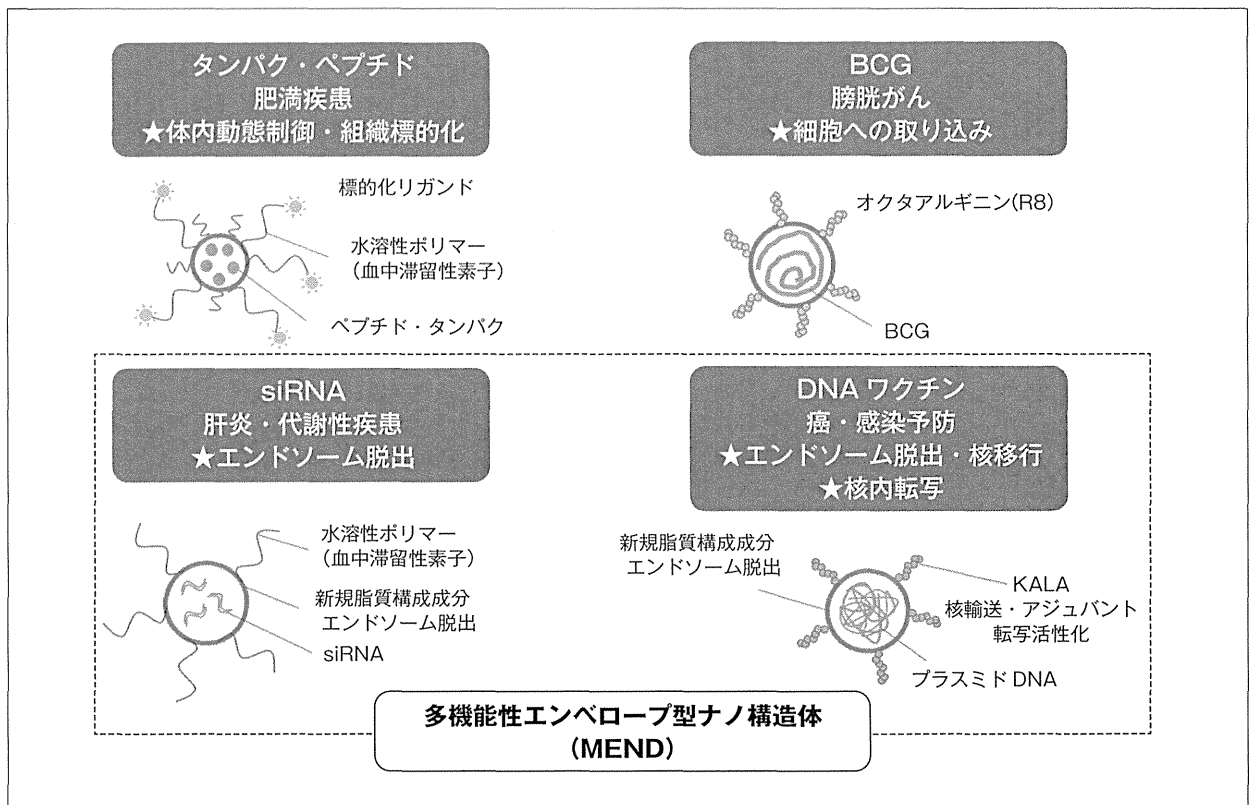 タンパク・ペプチド
肥満疾患
★体内動態制御・組織標的化
標的化リガンド
水溶性ポリマー
(血中滞留性素子)
ペプチド・タンパク
BCG
膀胱がん
★細胞への取り込み
オクタアルギニン(R8)
BCG
siRNA
肝炎・代謝性疾患
★エンドソーム脱出
水溶性ポリマー
(血中滞留性素子)
新規脂質構成成分
エンドソーム脱出
siRNA
DNAワクチン
癌・感染予防
★エンドソーム脱出・核移行
★核内転写
新規脂質構成成分
エンドソーム脱出
KALA
核輸送・アジュバント
転写活性化
プラスミドDNA
多機能性エンベロープ型ナノ構造体
(MEND)